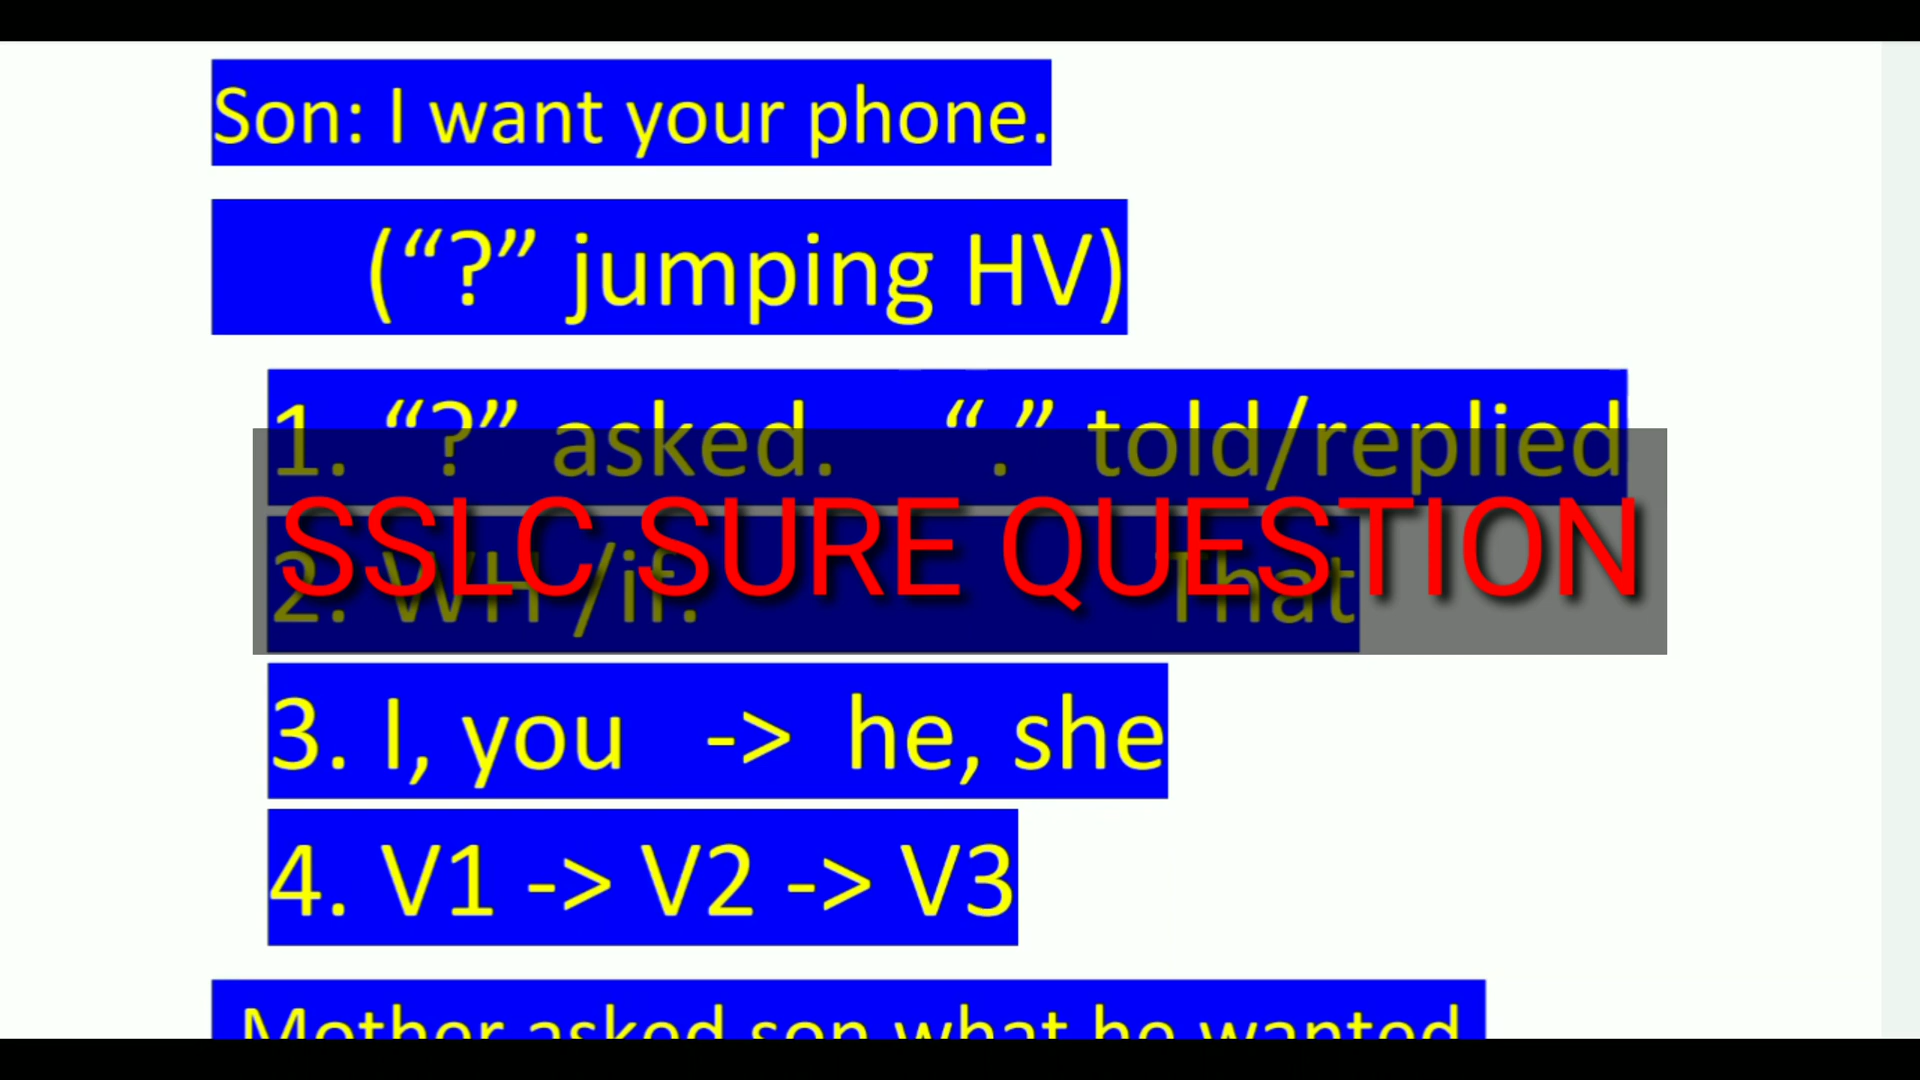 Son: I want your phone.
(“?” jumping HV)
1. “?” asked. “.” told/replied
SSLC SURE QUESTION
2. WH /if. That
3. I, you -> he, she
4. V1 -> V2 -> V3
Mother asked son what he wanted